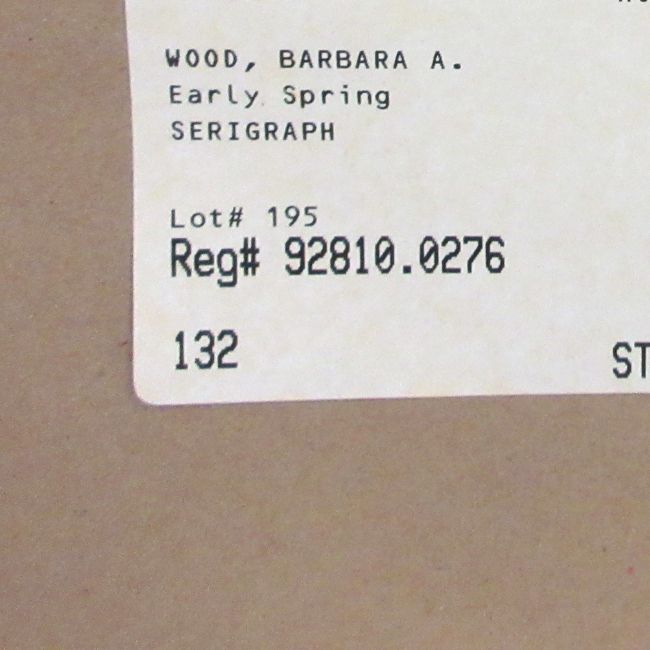 WOOD, BARBARA A.
Early Spring
SERIGRAPH
Lot# 195
Reg# 92810.0276
132
ST